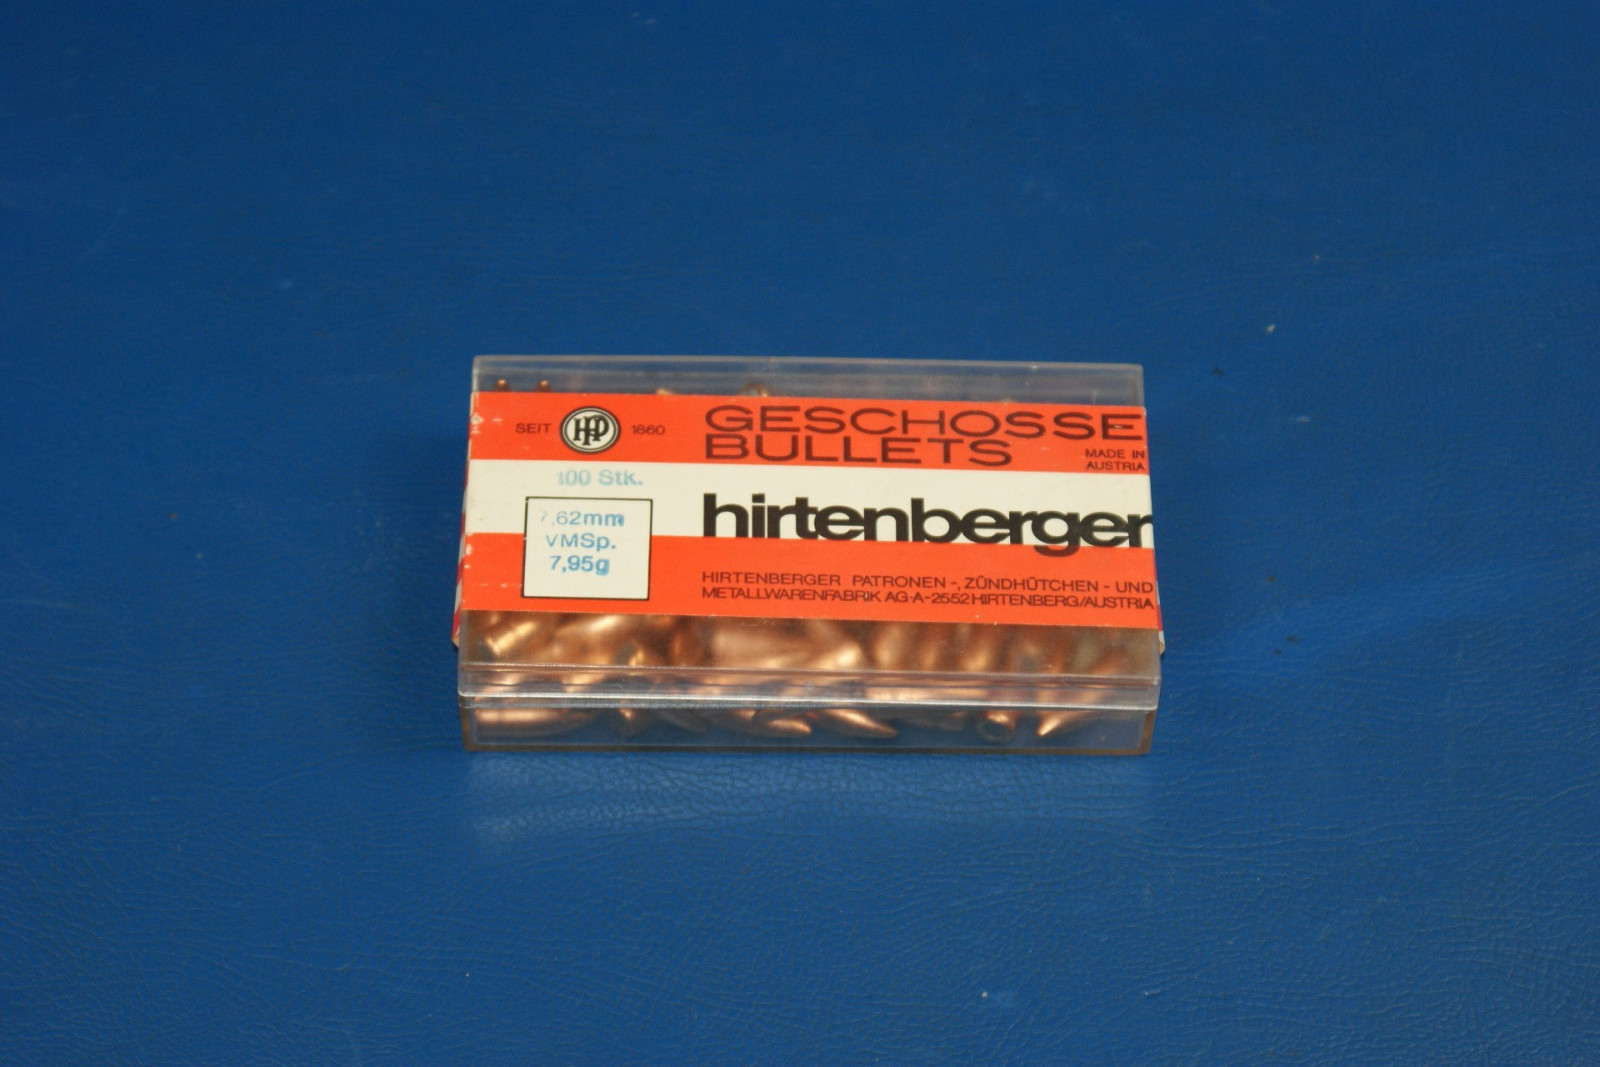 SEIT HP 1860
GESCHOSSE
BULLETS
MADE IN
AUSTRIA
100 Stk.
7,62mm
VMSp.
7,95g
hirtenberger
HIRTENBERGER PATRONEN-, ZÜNDHÜTCHEN- UND
METALLWARENFABRIK AG·A-2552 HIRTENBERG/AUSTRIA